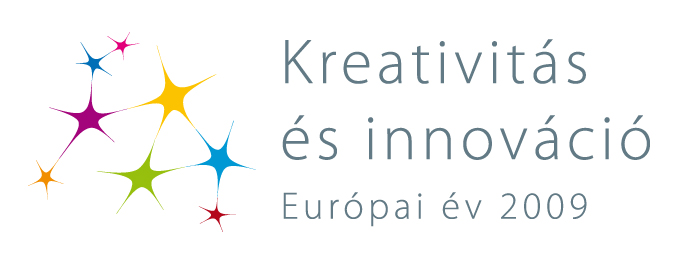 Kreativitás
és innováció
Európai év 2009